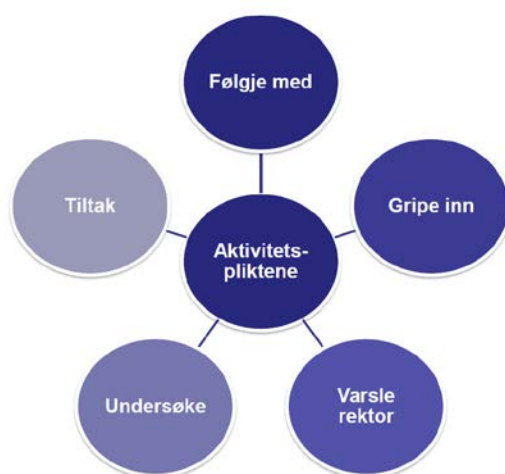 Følgje med
Gripe inn
Varsle
rektor
Undersøke
Tiltak
Aktivitets-
pliktene